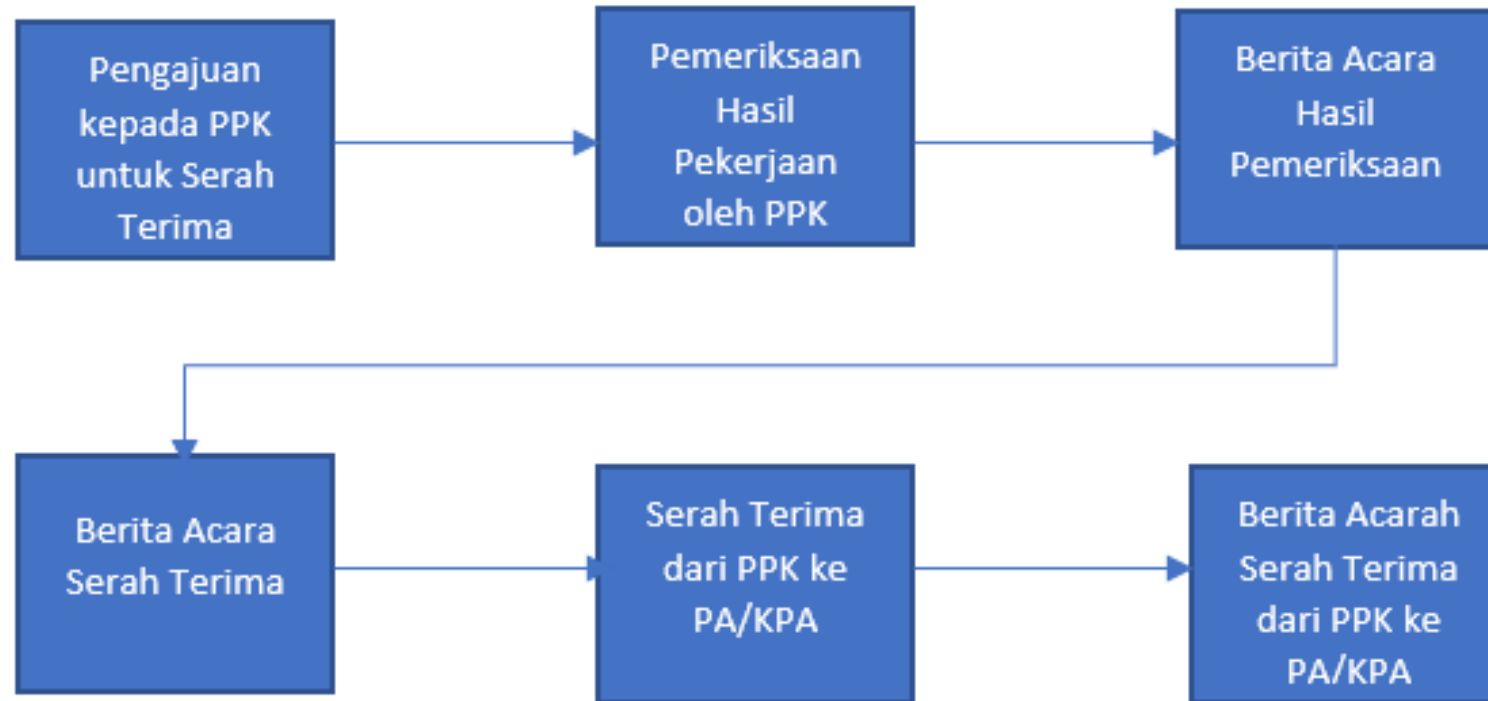 Pengajuan
kepada PPK
untuk Serah
Terima
Pemeriksaan
Hasil
Pekerjaan
oleh PPK
Berita Acara
Hasil
Pemeriksaan
Berita Acara
Serah Terima
Serah Terima
dari PPK ke
PA/KPA
Berita Acarah
Serah Terima
dari PPK ke
PA/KPA